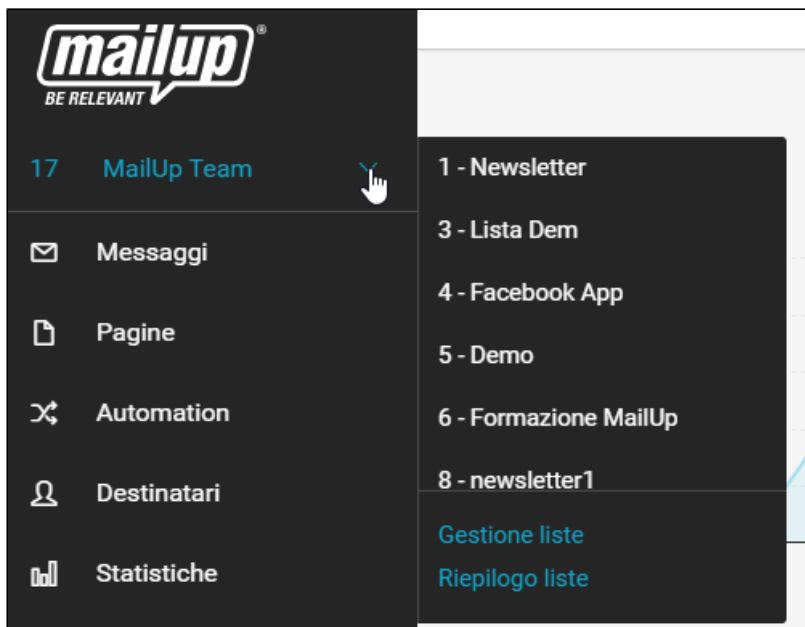 mailup®
BE RELEVANT
17 MailUp Team
Messaggi
Pagine
Automation
Destinatari
Statistiche
1 - Newsletter
3 - Lista Dem
4 - Facebook App
5 - Demo
6 - Formazione MailUp
8 - newsletter1
Gestione liste
Riepilogo liste